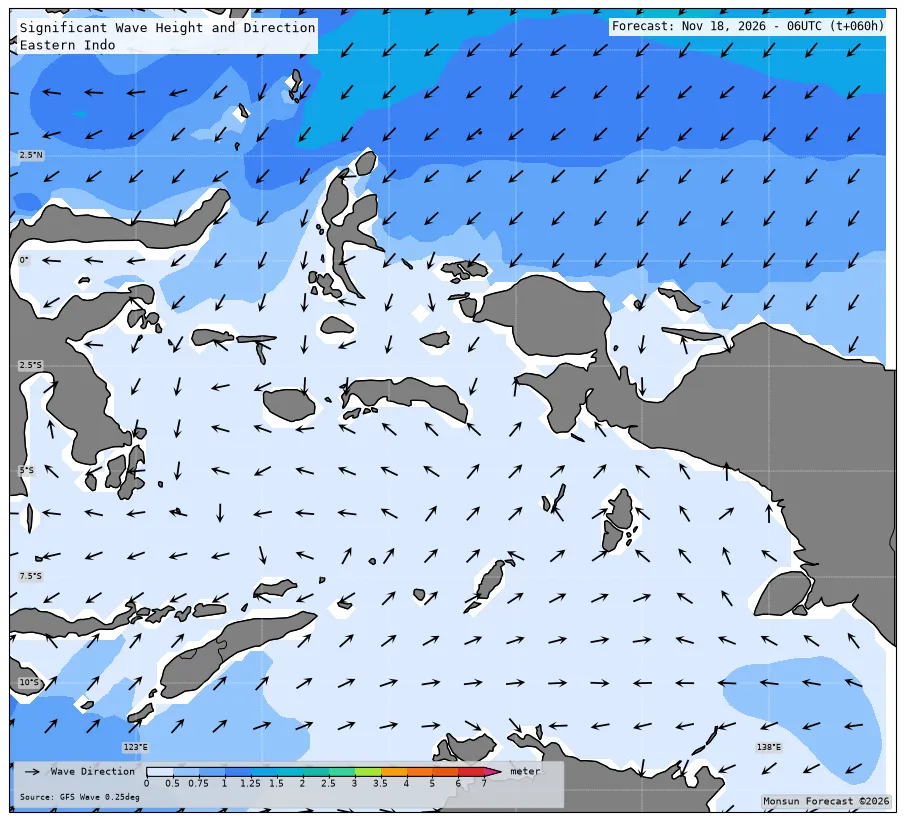 Significant Wave Height and Direction
Eastern Indo
Forecast: Nov 18, 2026 - 06UTC (t+060h)
2.5°N
0°
2.5°S
5°S
7.5°S
10°S
123°E
138°E
Wave Direction
meter
0 0.5 0.75 1 1.25 1.5 2 2.5 3 3.5 4 5 6 7
Source: GFS Wave 0.25deg
Monsun Forecast ©2026